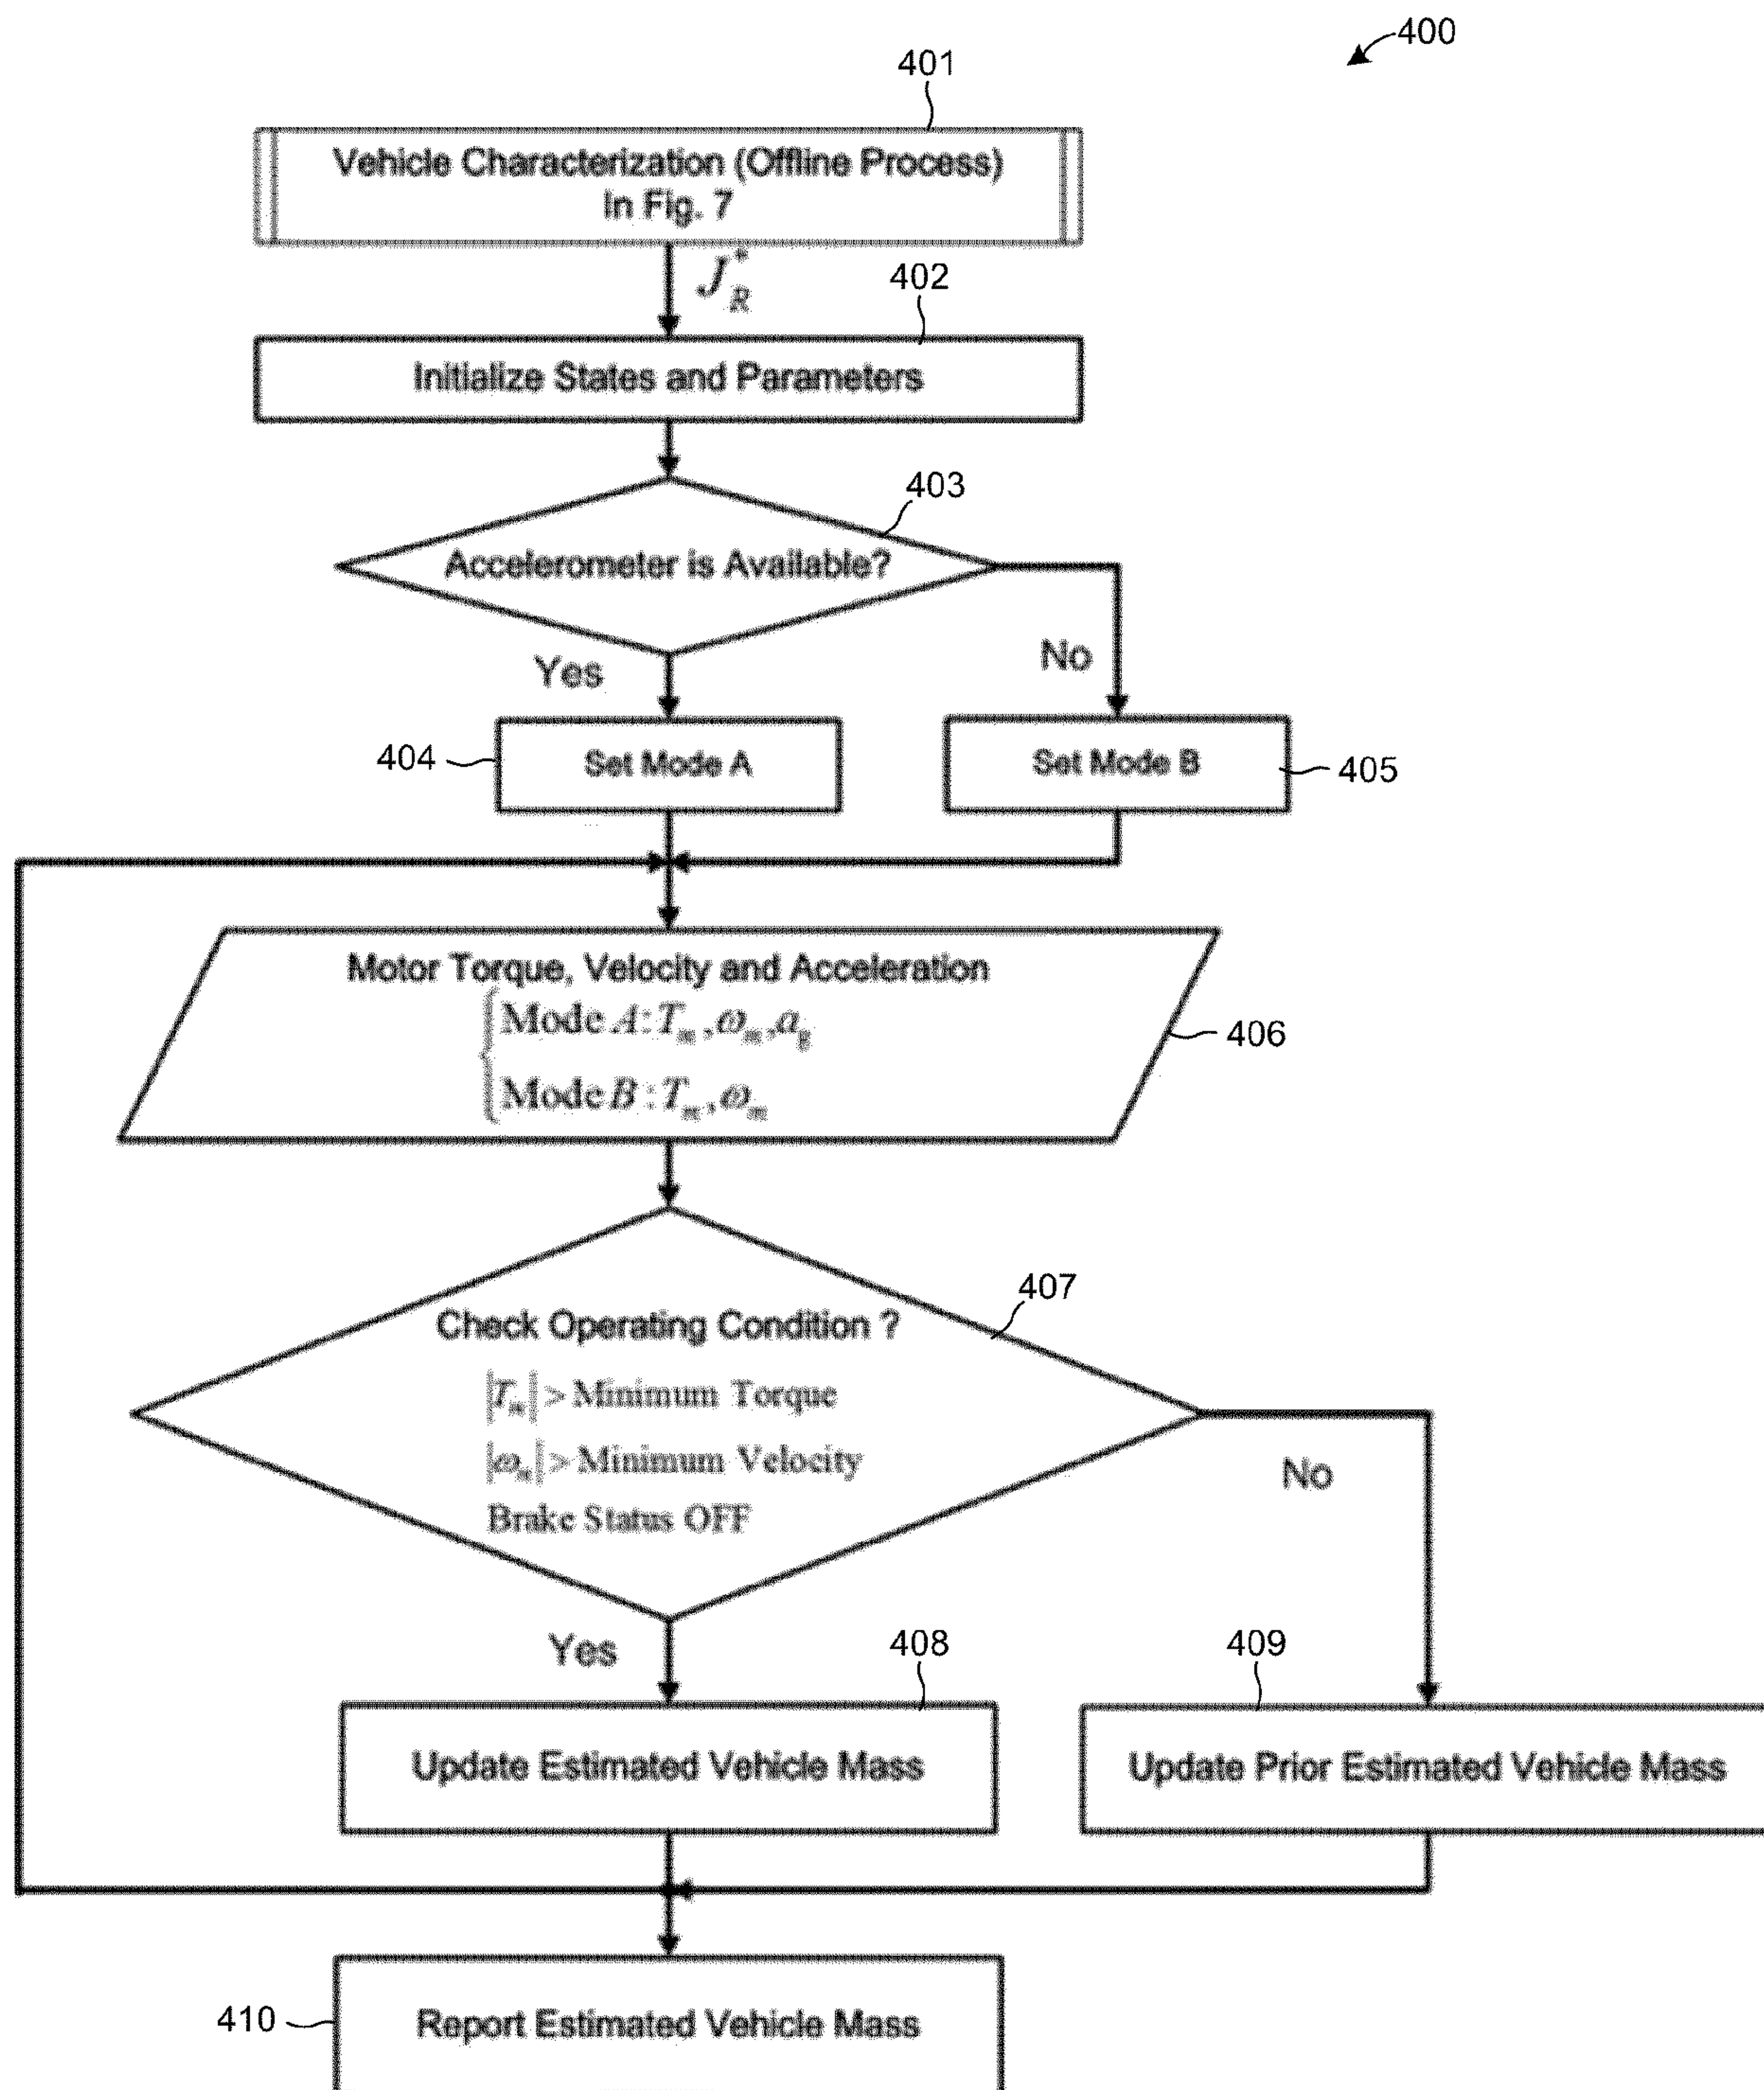 400
401
Vehicle Characterization (Offline Process)
In Fig. 7
J*R
402
Initialize States and Parameters
403
Accelerometer is Available?
Yes
No
404
Set Mode A
Set Mode B
405
Motor Torque, Velocity and Acceleration
Mode A: Tm, ωm, ag
Mode B: Tm, ωm
406
407
Check Operating Condition ?
|Tm| > Minimum Torque
|ωm| > Minimum Velocity
Brake Status OFF
No
Yes
408
409
Update Estimated Vehicle Mass
Update Prior Estimated Vehicle Mass
410
Report Estimated Vehicle Mass